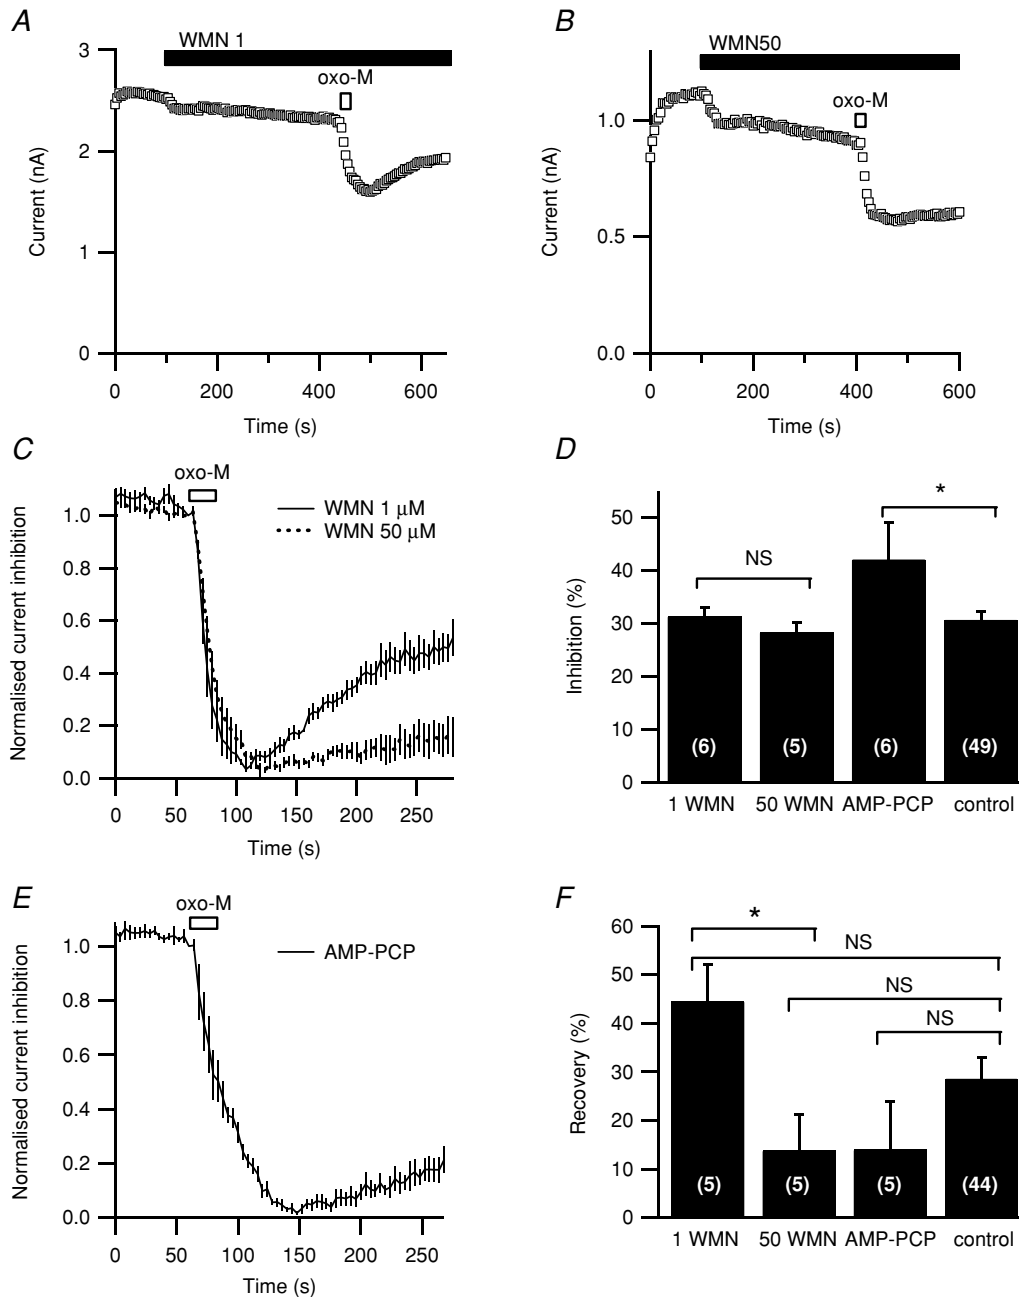 A
WMN 1
oxo-M
3
2
1
0
Current (nA)
0 200 400 600
Time (s)
B
WMN50
oxo-M
1.0
0.5
0.0
Current (nA)
0 200 400 600
Time (s)
C
oxo-M
WMN 1 μM
WMN 50 μM
1.0
0.8
0.6
0.4
0.2
0.0
Normalised current inhibition
0 50 100 150 200 250
Time (s)
D
*
NS
50
40
30
20
10
0
Inhibition (%)
(6) (5) (6) (49)
1 WMN 50 WMN AMP-PCP control
E
oxo-M
AMP-PCP
1.0
0.8
0.6
0.4
0.2
0.0
Normalised current inhibition
0 50 100 150 200 250
Time (s)
F
*
NS
NS
NS
60
50
40
30
20
10
0
Recovery (%)
(5) (5) (5) (44)
1 WMN 50 WMN AMP-PCP control